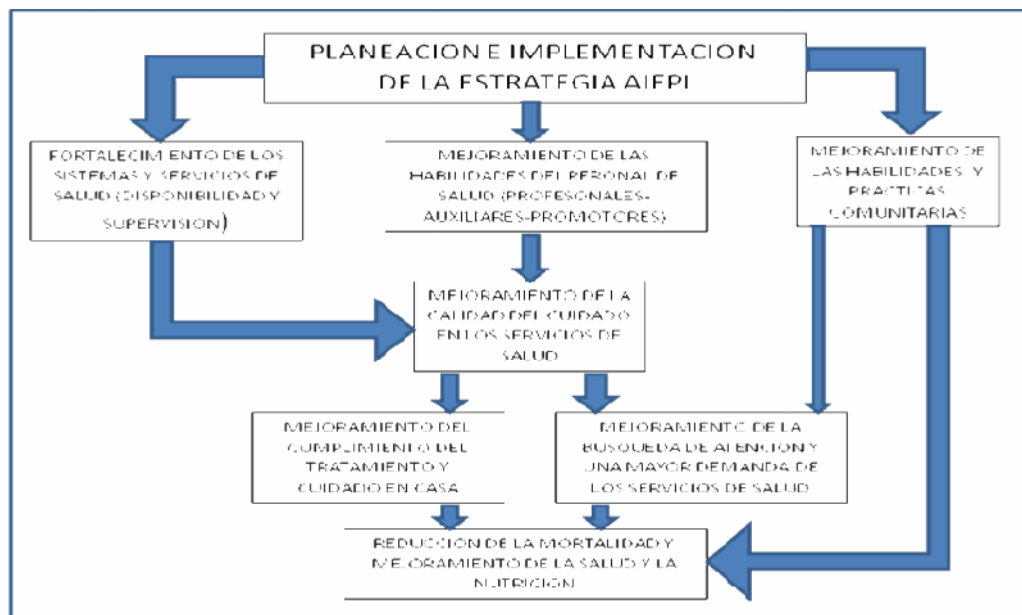 PLANEACION E IMPLEMENTACION
DE LA ESTRATEGIA AIEPI
FORTALECIMIENTO DE LOS
SISTEMAS Y SERVICIOS DE
SALUD (DISPONIBILIDAD Y
SUPERVISION)
MEJORAMIENTO DE LAS
HABILIDADES DEL PERONAL DE
SALUD (PROFESONALES-
AUXILIARES-PROMOTORES)
MEJORAMIENTO DE
LAS HABILIDADES Y
PRACTICAS
COMUNITARIAS
MEJORAMIENTO DE LA
CALIDAD DEL CUIDADO
EN LOS SERVICIOS DE
SALUD
MEJORAMIENTO DEL
CUMPLIMIENTO DEL
TRATAMIENTO Y
CUIDADO EN CASA
MEJORAMIENTO DE LA
BUSQUEDA DE ATENCION Y
UNA MAYOR DEMANDA DE
LOS SERVICIOS DE SALUD
REDUCCION DE LA MORTALIDAD Y
MEJORAMIENTO DE LA SALUD Y LA
NUTRICION